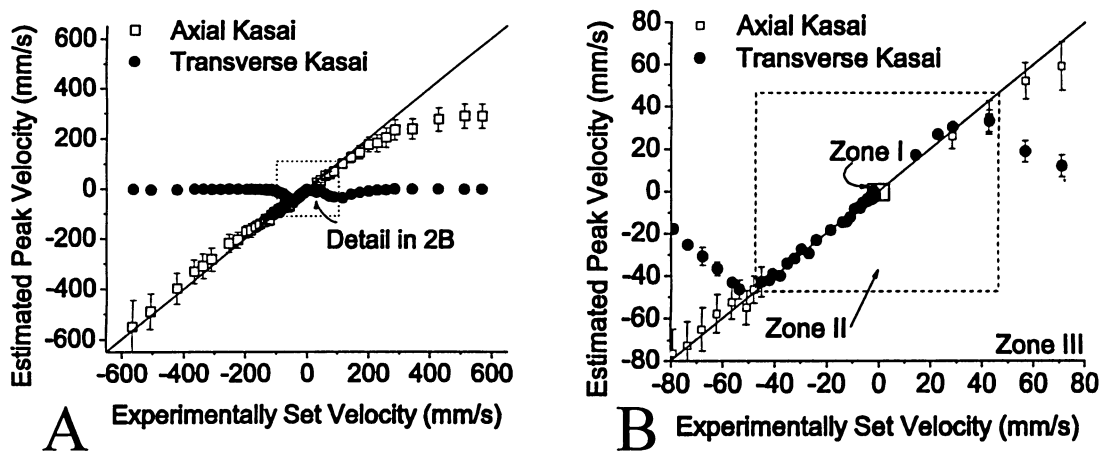 Axial Kasai
Transverse Kasai
Estimated Peak Velocity (mm/s)
600
400
200
0
-200
-400
-600
Detail in 2B
-600 -400 -200 0 200 400 600
Experimentally Set Velocity (mm/s)
A
Axial Kasai
Transverse Kasai
Estimated Peak Velocity (mm/s)
80
60
40
20
0
-20
-40
-60
-80
Zone I
Zone II
Zone III
-80 -60 -40 -20 0 20 40 60 80
Experimentally Set Velocity (mm/s)
B